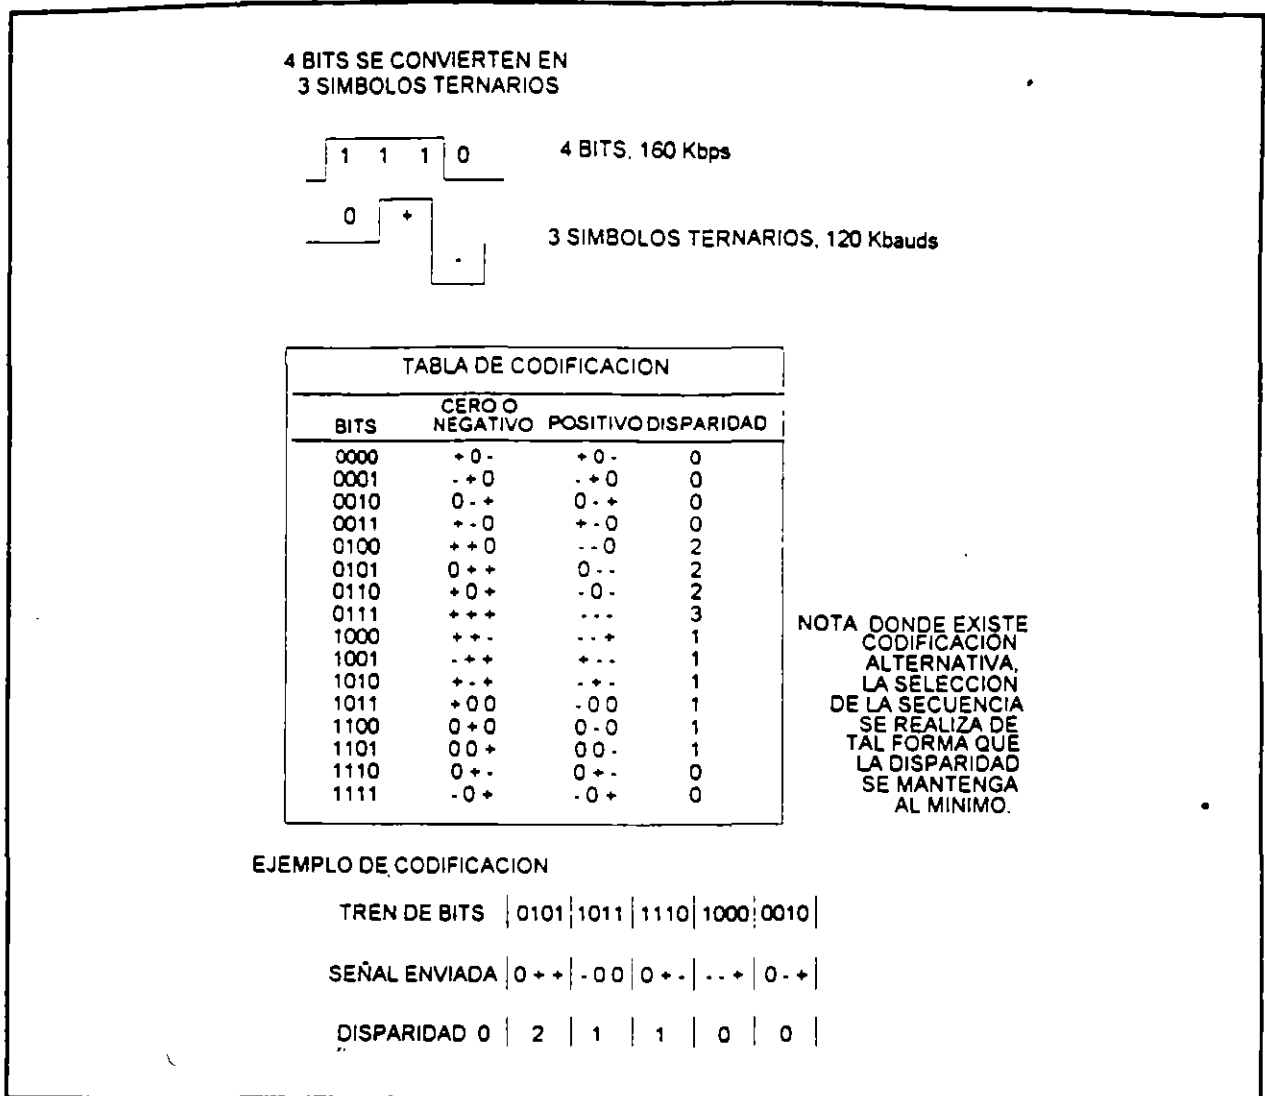 4 BITS SE CONVIERTEN EN
3 SIMBOLOS TERNARIOS
1 1 1 0 4 BITS, 160 Kbps
0 +
3 SIMBOLOS TERNARIOS, 120 Kbauds
-
TABLA DE CODIFICACION
CERO O
BITS NEGATIVO POSITIVO DISPARIDAD
0000 + 0 - + 0 - 0
0001 - + 0 - + 0 0
0010 0 - + 0 - + 0
0011 + - 0 + - 0 0
0100 + + 0 - - 0 2
0101 0 + + 0 - - 2
0110 + 0 + - 0 - 2
0111 + + + - - - 3
1000 + + - - - + 1
1001 - + + + - - 1
1010 + - + - + - 1
1011 + 0 0 - 0 0 1
1100 0 + 0 0 - 0 1
1101 0 0 + 0 0 - 1
1110 0 + - 0 + - 0
1111 - 0 + - 0 + 0
NOTA DONDE EXISTE
CODIFICACION
ALTERNATIVA,
LA SELECCION
DE LA SECUENCIA
SE REALIZA DE
TAL FORMA QUE
LA DISPARIDAD
SE MANTENGA
AL MINIMO.
EJEMPLO DE CODIFICACION
TREN DE BITS | 0101 | 1011 | 1110 | 1000 | 0010 |
SEÑAL ENVIADA | 0 + + | - 0 0 | 0 + - | - - + | 0 - + |
DISPARIDAD 0 | 2 | 1 | 1 | 0 | 0 |